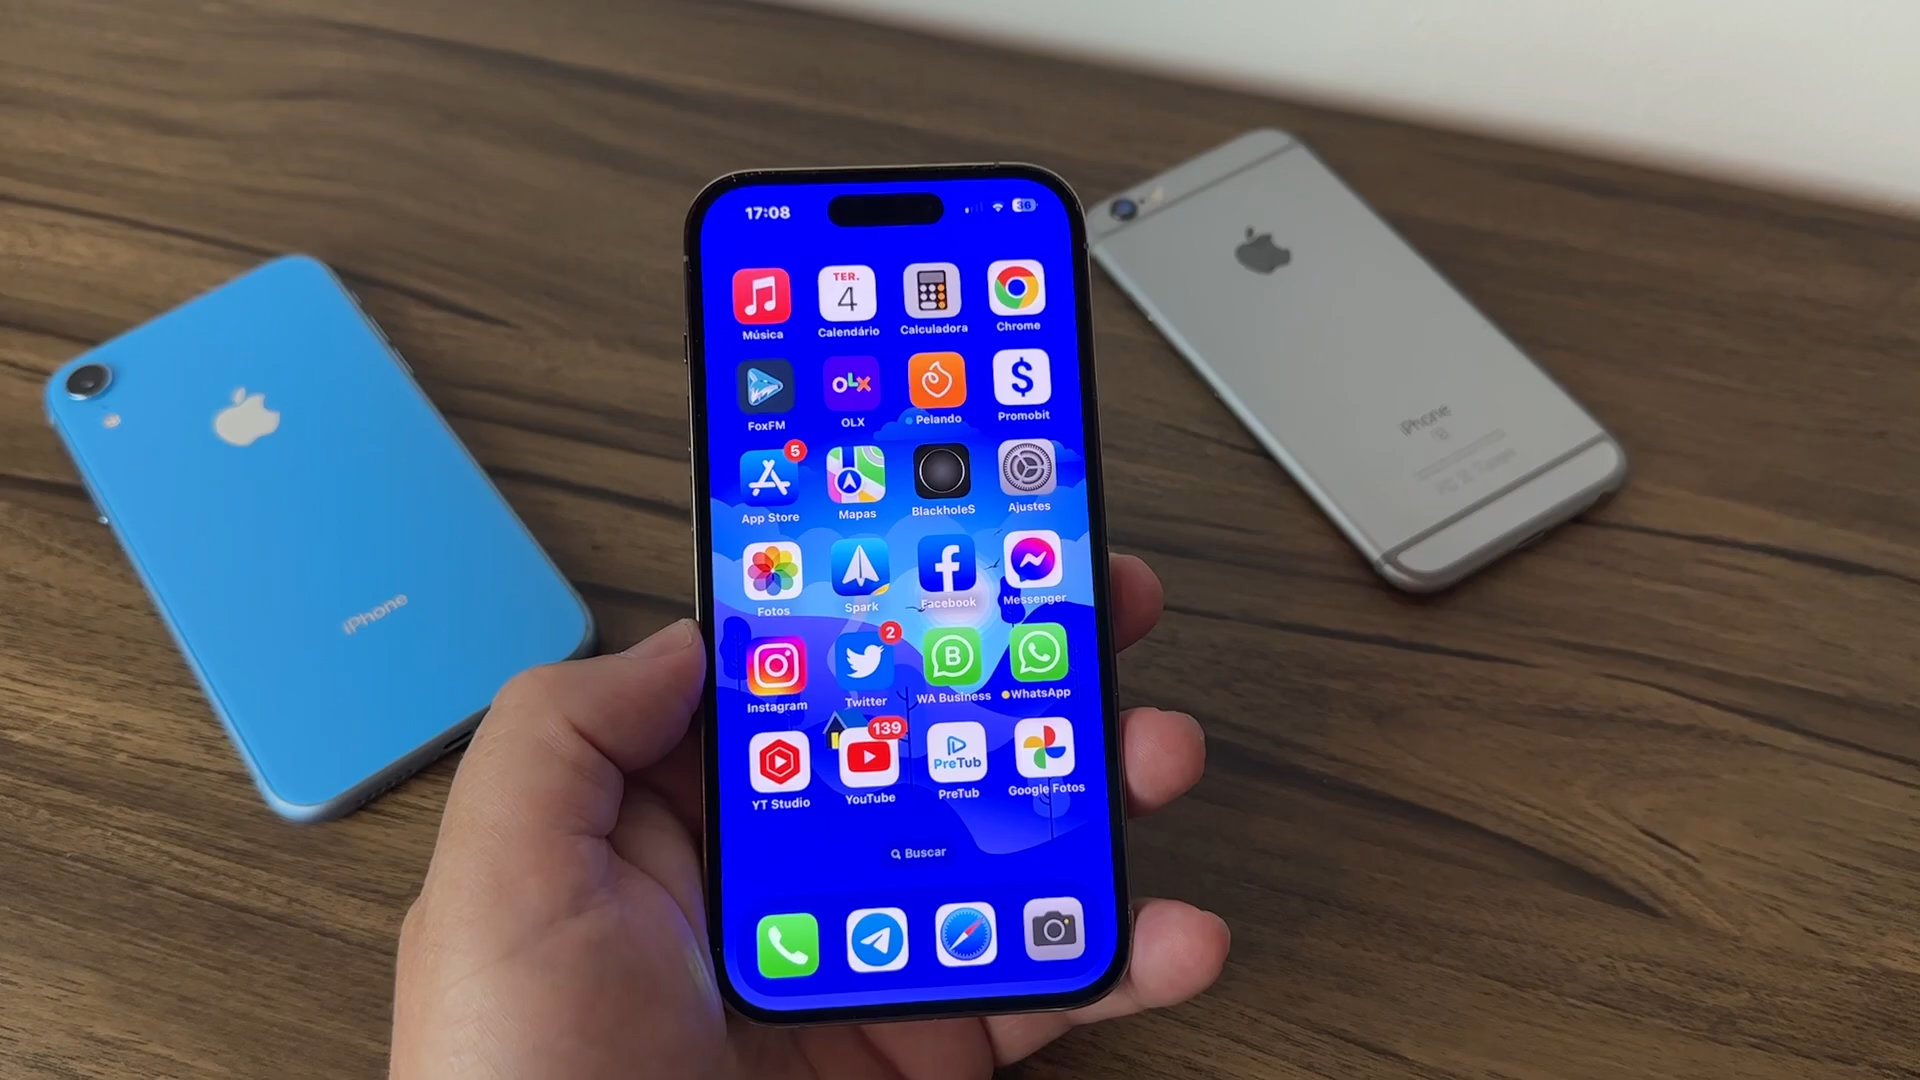 17:08
36
TER.
4
Música
Calendário
Calculadora
Chrome
OLX
$
FoxFM
OLX
Pelando
Promobit
5
App Store
Mapas
BlackholeS
Ajustes
Fotos
Spark
Facebook
Messenger
2
B
Instagram
Twitter
WA Business
WhatsApp
139
PreTub
YT Studio
YouTube
PreTub
Google Fotos
Buscar
iPhone
iPhone
S